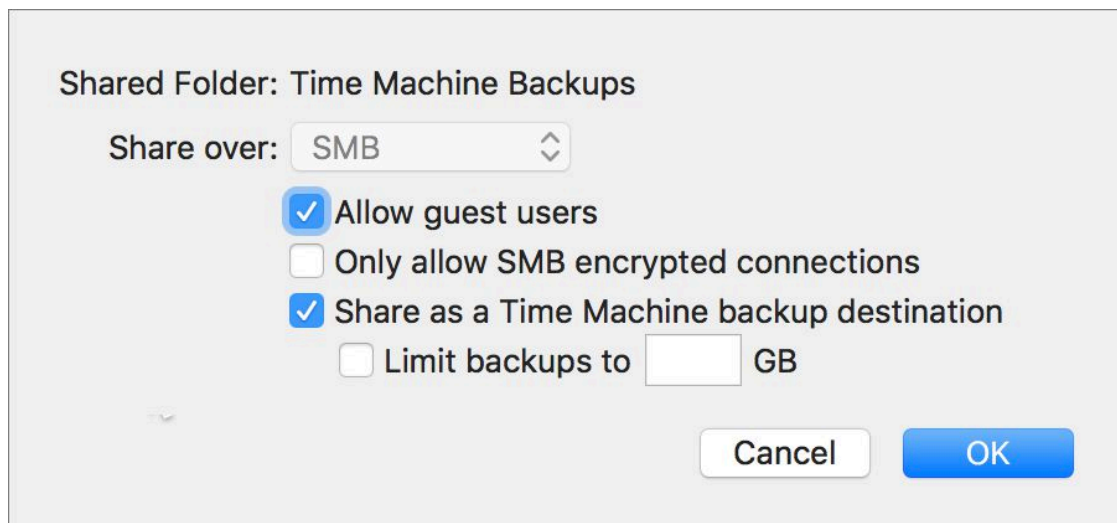 Shared Folder: Time Machine Backups
Share over: SMB
Allow guest users
Only allow SMB encrypted connections
Share as a Time Machine backup destination
Limit backups to GB
Cancel OK